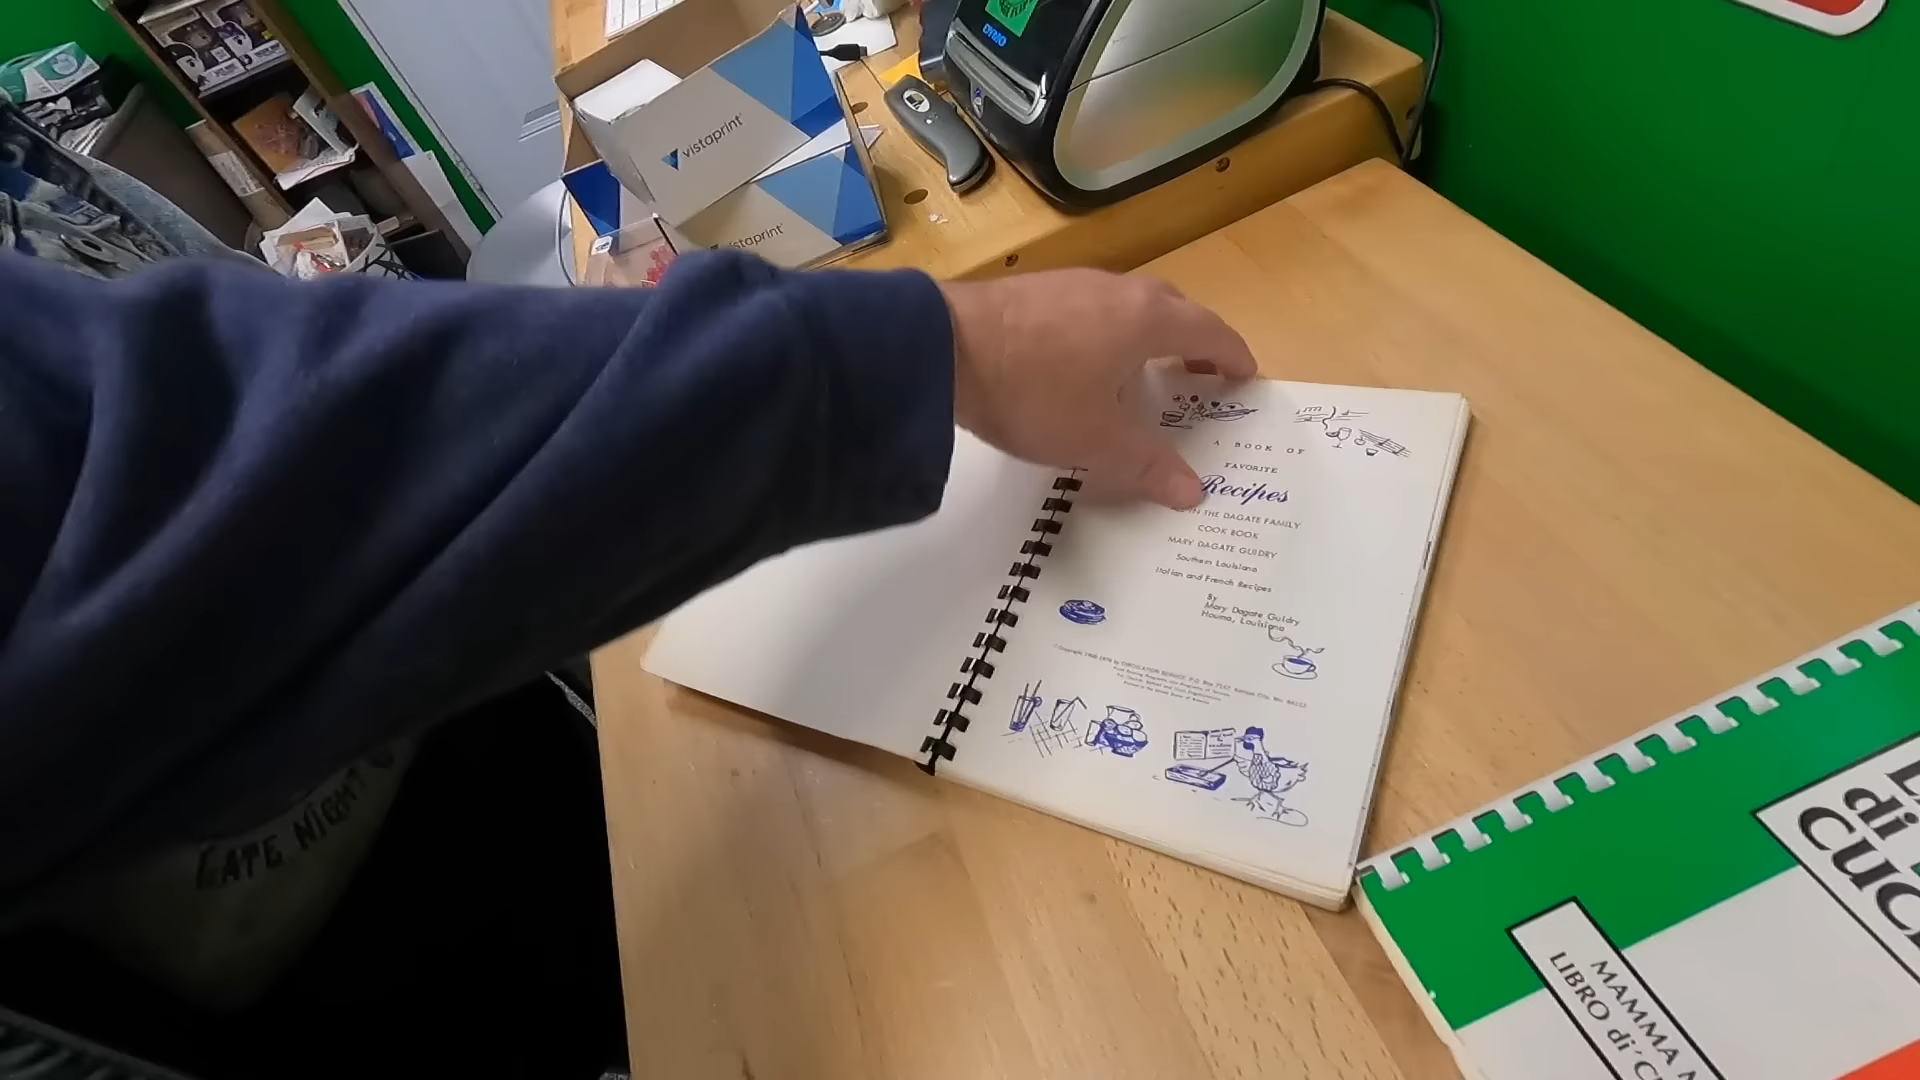 DYMO
vistaprint
vistaprint
A BOOK OF
FAVORITE
Recipes
IN THE DAGATE FAMILY
COOK BOOK
MARY DAGATE GUIDRY
Southern Louisiana
Italian and French Recipes
By
Mary Dagate Guidry
Houma, Louisiana
LATE NIGHT
di
MAMMA
LIBRO di